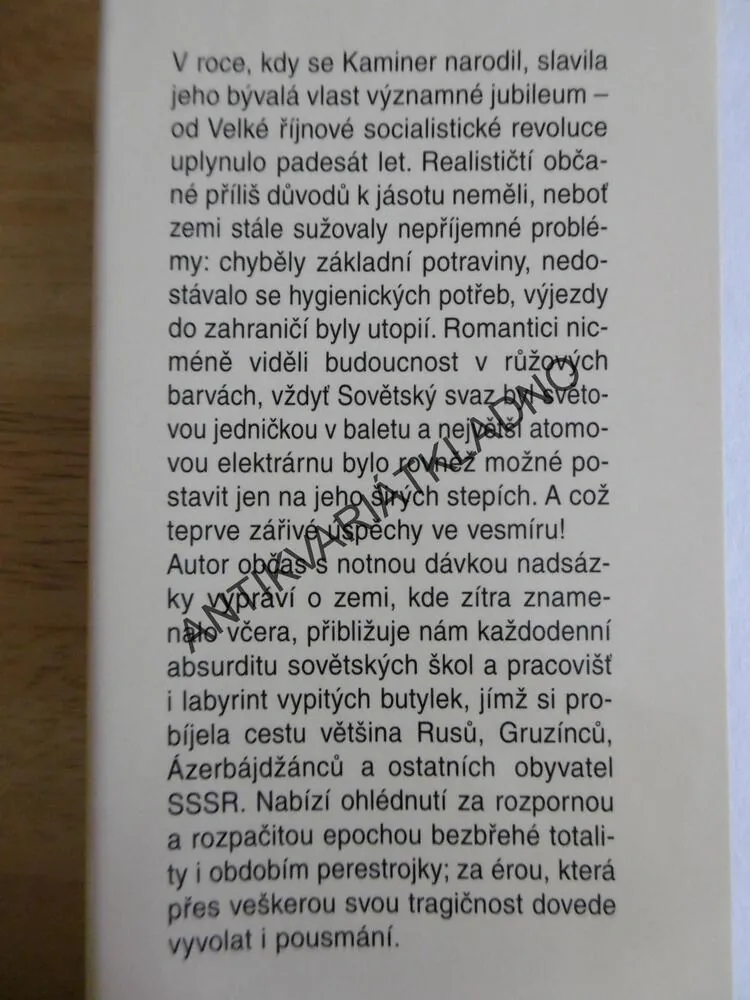 V roce, kdy se Kaminer narodil, slavila
jeho bývalá vlast významné jubileum –
od Velké říjnové socialistické revoluce
uplynulo padesát let. Realističtí obča-
né příliš důvodů k jásotu neměli, neboť
zemi stále sužovaly nepříjemné problé-
my: chyběly základní potraviny, nedo-
stávalo se hygienických potřeb, výjezdy
do zahraničí byly utopií. Romantici nic-
méně viděli budoucnost v růžových
barvách, vždyť Sovětský svaz byl světo-
vou jedničkou v baletu a největší atomo-
vou elektrárnu bylo rovněž možné po-
stavit jen na jeho širých stepích. A což
teprve zářivé úspěchy ve vesmíru!
Autor občas s notnou dávkou nadsáz-
ky vypráví o zemi, kde zítra zname-
nalo včera, přibližuje nám každodenní
absurditu sovětských škol a pracovišť
i labyrint vypitých butylek, jímž si pro-
bíjela cestu většina Rusů, Gruzínců,
Ázerbájdžánců a ostatních obyvatel
SSSR. Nabízí ohlédnutí za rozpornou
a rozpačitou epochou bezbřehé totali-
ty i obdobím perestrojky; za érou, která
přes veškerou svou tragičnost dovede
vyvolat i pousmání.
ANTIKVARIÁTKLADNO